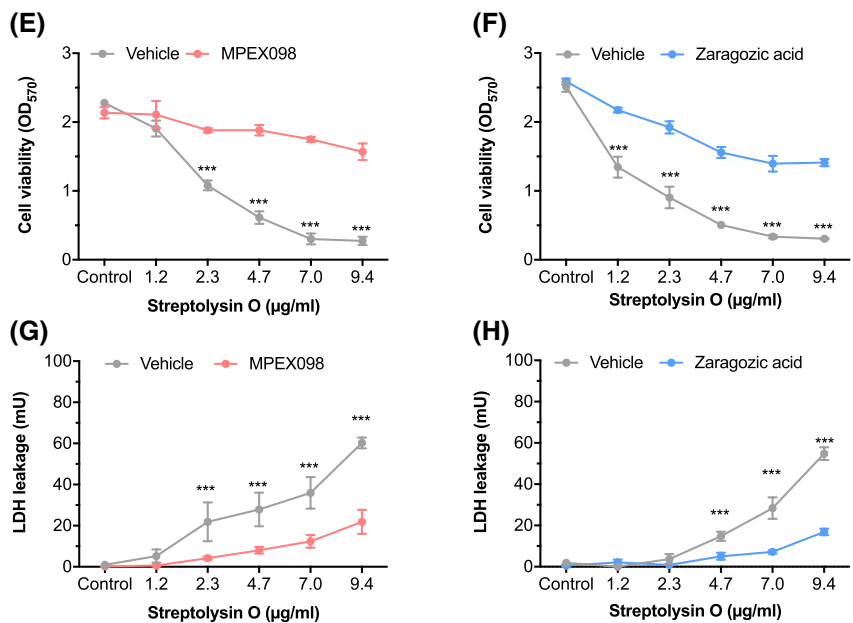 (E)
Vehicle MPEX098
Cell viability (OD570)
3
2
1
0
***
***
***
***
Control 1.2 2.3 4.7 7.0 9.4
Streptolysin O (μg/ml)
(F)
Vehicle Zaragozic acid
Cell viability (OD570)
3
2
1
0
***
***
***
***
***
Control 1.2 2.3 4.7 7.0 9.4
Streptolysin O (μg/ml)
(G)
Vehicle MPEX098
LDH leakage (mU)
100
80
60
40
20
0
***
***
***
***
Control 1.2 2.3 4.7 7.0 9.4
Streptolysin O (μg/ml)
(H)
Vehicle Zaragozic acid
LDH leakage (mU)
100
80
60
40
20
0
***
***
***
Control 1.2 2.3 4.7 7.0 9.4
Streptolysin O (μg/ml)